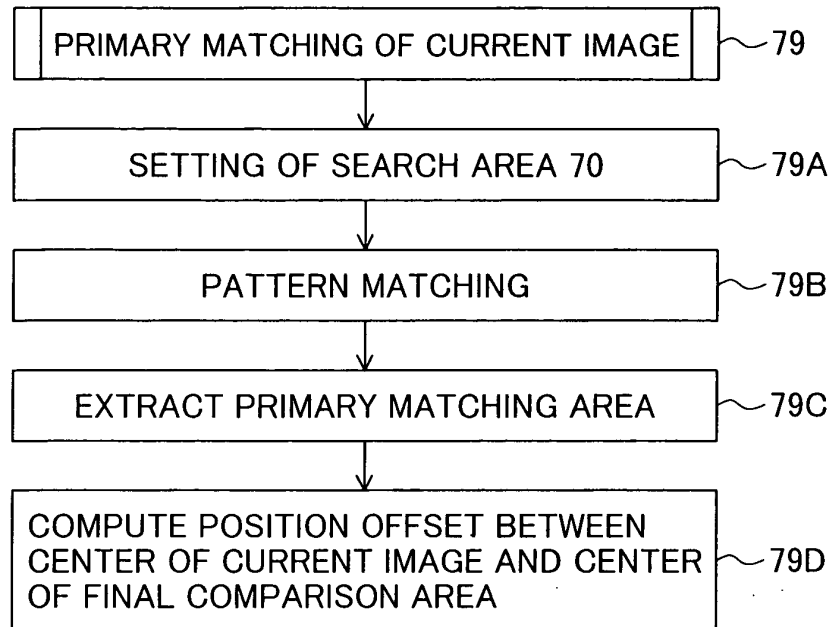 PRIMARY MATCHING OF CURRENT IMAGE 79
SETTING OF SEARCH AREA 70 79A
PATTERN MATCHING 79B
EXTRACT PRIMARY MATCHING AREA 79C
COMPUTE POSITION OFFSET BETWEEN
CENTER OF CURRENT IMAGE AND CENTER 79D
OF FINAL COMPARISON AREA